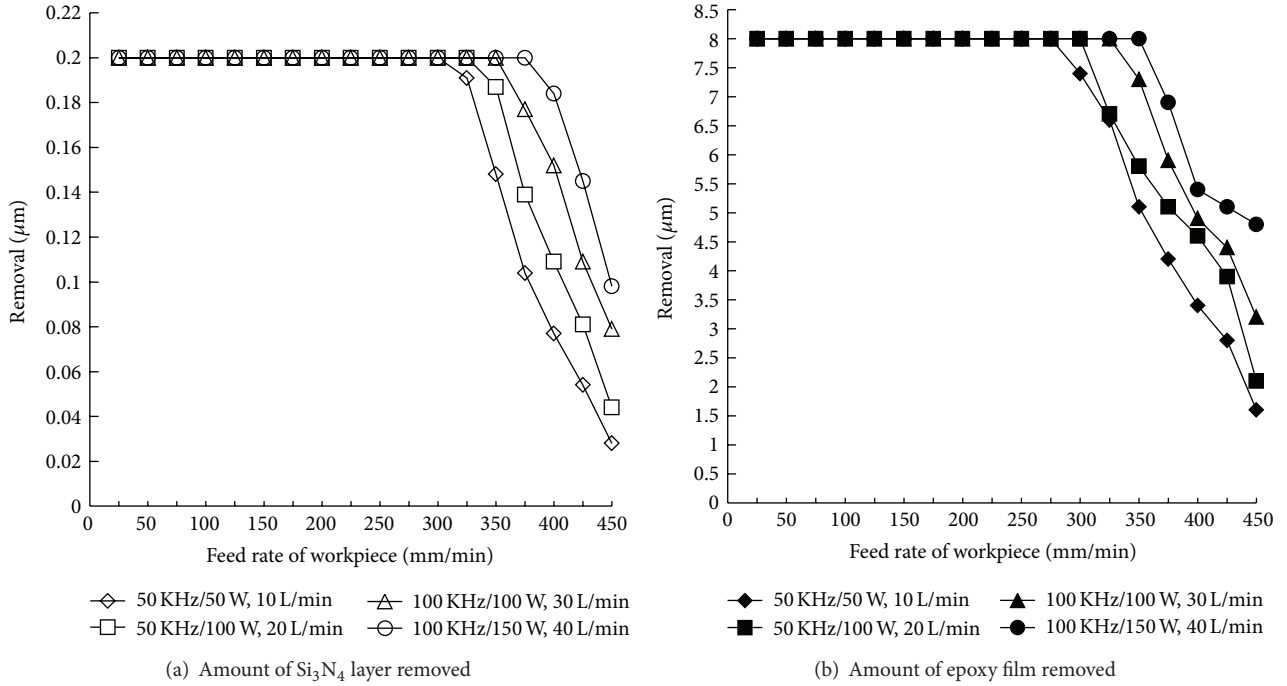 0.2
0.18
0.16
0.14
0.12
0.1
0.08
0.06
0.04
0.02
0
Removal (μm)
0 50 100 150 200 250 300 350 400 450
Feed rate of workpiece (mm/min)
50 KHz/50 W, 10 L/min
50 KHz/100 W, 20 L/min
100 KHz/100 W, 30 L/min
100 KHz/150 W, 40 L/min
(a) Amount of Si₃N₄ layer removed
8.5
8
7.5
7
6.5
6
5.5
5
4.5
4
3.5
3
2.5
2
1.5
1
0.5
0
Removal (μm)
0 50 100 150 200 250 300 350 400 450
Feed rate of workpiece (mm/min)
50 KHz/50 W, 10 L/min
50 KHz/100 W, 20 L/min
100 KHz/100 W, 30 L/min
100 KHz/150 W, 40 L/min
(b) Amount of epoxy film removed